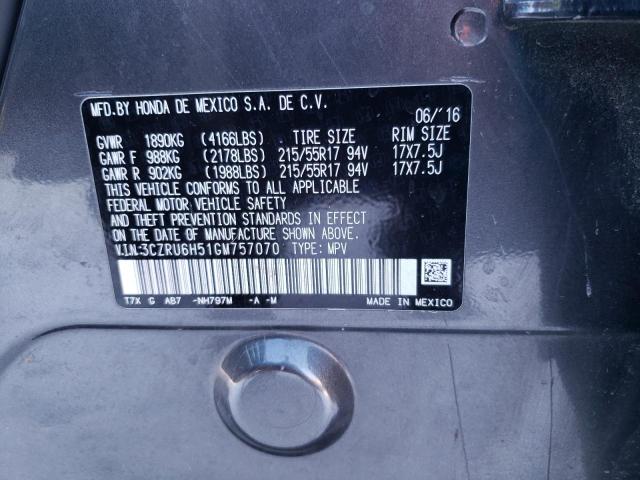 MFD.BY HONDA DE MEXICO S.A. DE C.V.
06/'16
GVWR 1890KG (4166LBS) TIRE SIZE RIM SIZE
GAWR F 988KG (2178LBS) 215/55R17 94V 17X7.5J
GAWR R 902KG (1988LBS) 215/55R17 94V 17X7.5J
THIS VEHICLE CONFORMS TO ALL APPLICABLE
FEDERAL MOTOR VEHICLE SAFETY
AND THEFT PREVENTION STANDARDS IN EFFECT
ON THE DATE OF MANUFACTURE SHOWN ABOVE.
V.I.N:3CZRU6H51GM757070 TYPE: MPV
T7X G AB7 -NH797M -A -M MADE IN MEXICO